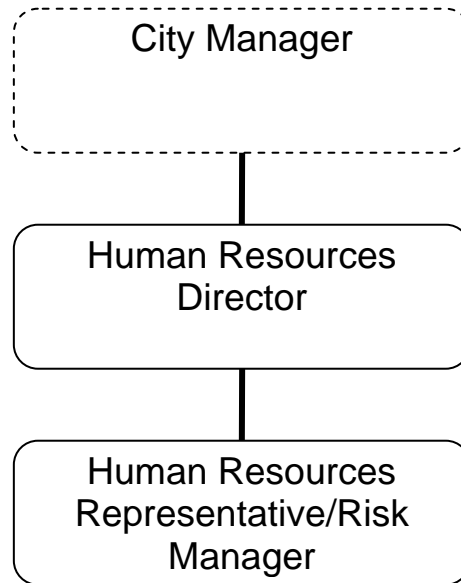 City Manager
Human Resources
Director
Human Resources
Representative/Risk
Manager